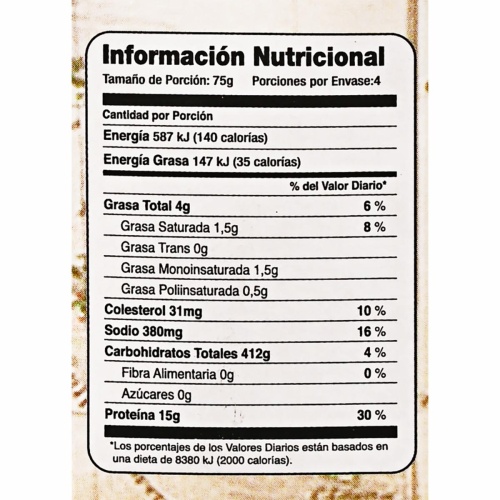 Información Nutricional
Tamaño de Porción: 75g Porciones por Envase:4
Cantidad por Porción
Energía 587 kJ (140 calorías)
Energía Grasa 147 kJ (35 calorías)
% del Valor Diario*
Grasa Total 4g 6 %
Grasa Saturada 1,5g 8 %
Grasa Trans 0g
Grasa Monoinsaturada 1,5g
Grasa Poliinsaturada 0,5g
Colesterol 31mg 10 %
Sodio 380mg 16 %
Carbohidratos Totales 412g 4 %
Fibra Alimentaria 0g 0 %
Azúcares 0g
Proteína 15g 30 %
*Los porcentajes de los Valores Diarios están basados en
una dieta de 8380 kJ (2000 calorías).